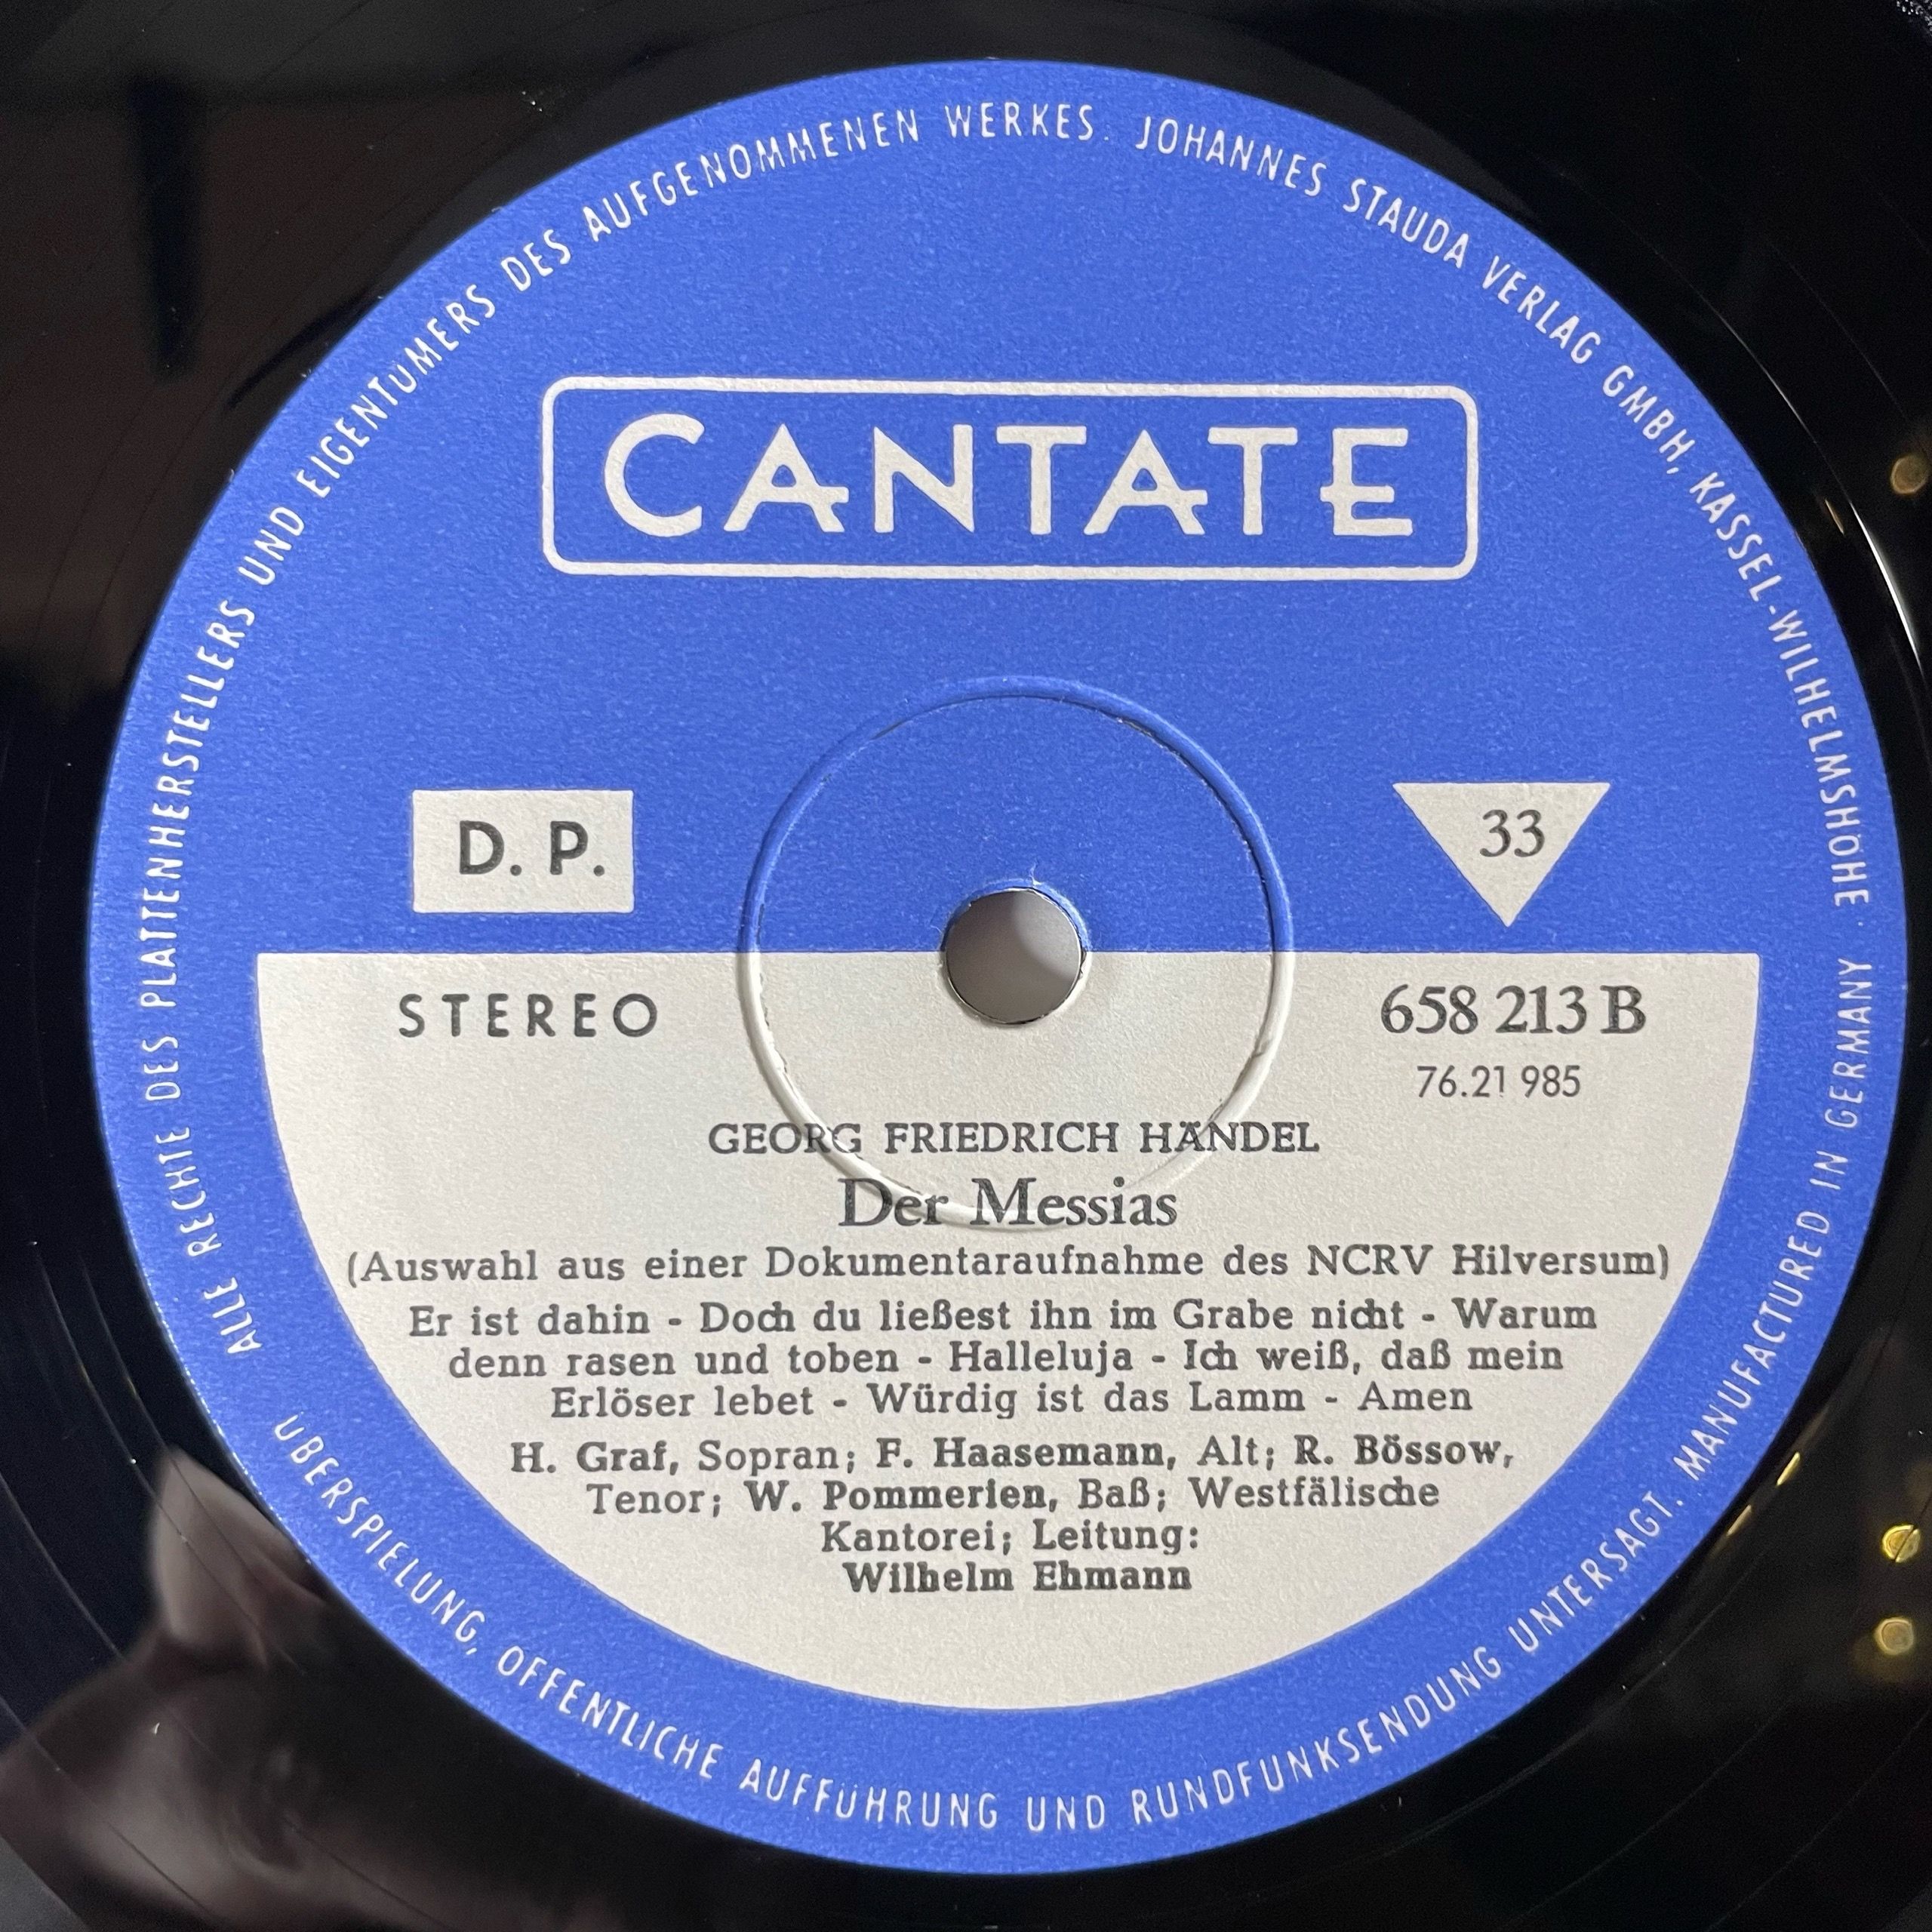 ALLE RECHTE DES PLATTENHERSTELLERS UND EIGENTÜMERS DES AUFGENOMMENEN WERKES. JOHANNES STAUDA VERLAG GMBH, KASSEL-WILHELMSHÖHE.
CANTATE
D. P.
33
STEREO
658 213 B
76.21 985
GEORG FRIEDRICH HÄNDEL
Der Messias
(Auswahl aus einer Dokumentaraufnahme des NCRV Hilversum)
Er ist dahin - Doch du ließest ihn im Grabe nicht - Warum
denn rasen und toben - Halleluja - Ich weiß, daß mein
Erlöser lebet - Würdig ist das Lamm - Amen
H. Graf, Sopran; F. Haasemann, Alt; R. Bössow,
Tenor; W. Pommerien, Baß; Westfälische
Kantorei; Leitung:
Wilhelm Ehmann
ÜBERSPIELUNG, ÖFFENTLICHE AUFFÜHRUNG UND RUNDFUNKSENDUNG UNTERSAGT. MANUFACTURED IN GERMANY